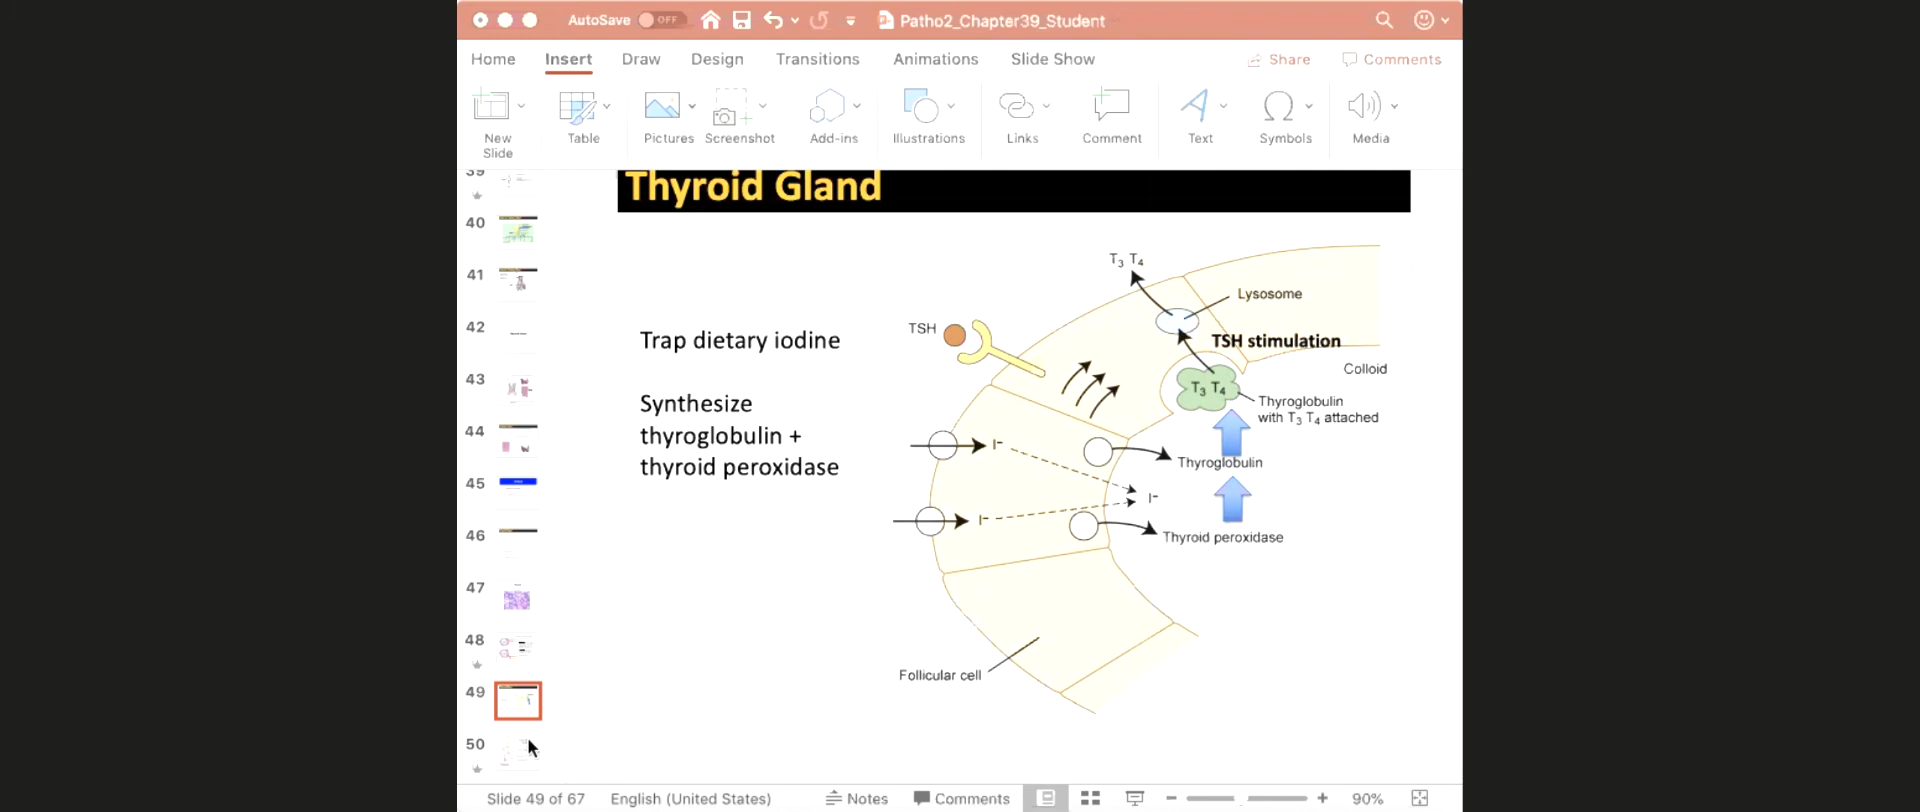 AutoSave OFF Patho2_Chapter39_Student
Home Insert Draw Design Transitions Animations Slide Show Share Comments
New Slide
Table
Pictures
Screenshot
Add-ins
Illustrations
Links
Comment
Text
Symbols
Media
39
40
41
42
43
44
45
46
47
48
49
50
Thyroid Gland
Trap dietary iodine
Synthesize
thyroglobulin +
thyroid peroxidase
T3 T4
Lysosome
TSH
TSH stimulation
Colloid
T3 T4
Thyroglobulin
with T3 T4 attached
I-
Thyroglobulin
I-
I-
Thyroid peroxidase
Follicular cell
Slide 49 of 67 English (United States) Notes Comments 90%